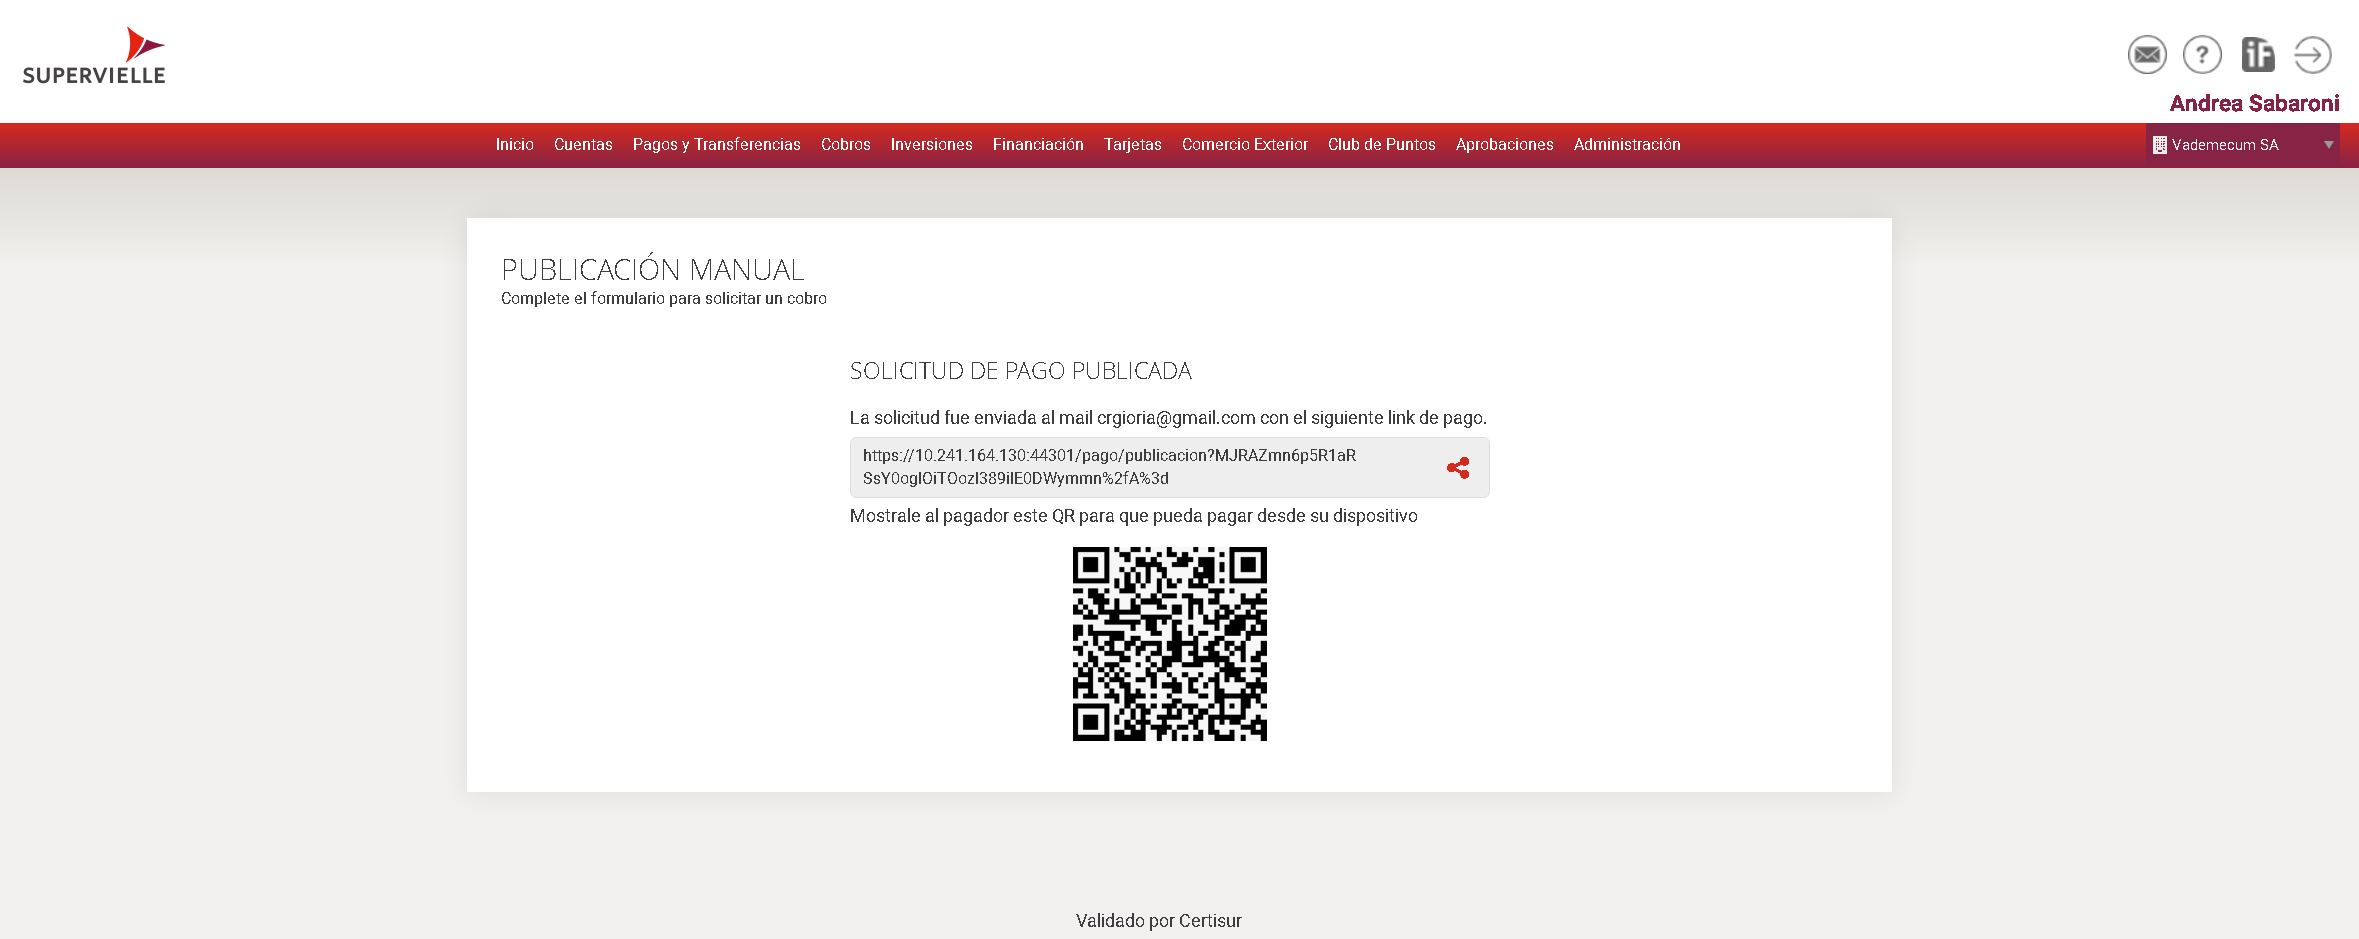 SUPERVIELLE
iF
Andrea Sabaroni
Inicio Cuentas Pagos y Transferencias Cobros Inversiones Financiación Tarjetas Comercio Exterior Club de Puntos Aprobaciones Administración
Vademecum SA
PUBLICACIÓN MANUAL
Complete el formulario para solicitar un cobro
SOLICITUD DE PAGO PUBLICADA
La solicitud fue enviada al mail crgioria@gmail.com con el siguiente link de pago.
https://10.241.164.130:44301/pago/publicacion?MJRAZmn6p5R1aR
SsY0oglOiTOozI389ilE0DWymmn%2fA%3d
Mostrale al pagador este QR para que pueda pagar desde su dispositivo
Validado por Certisur